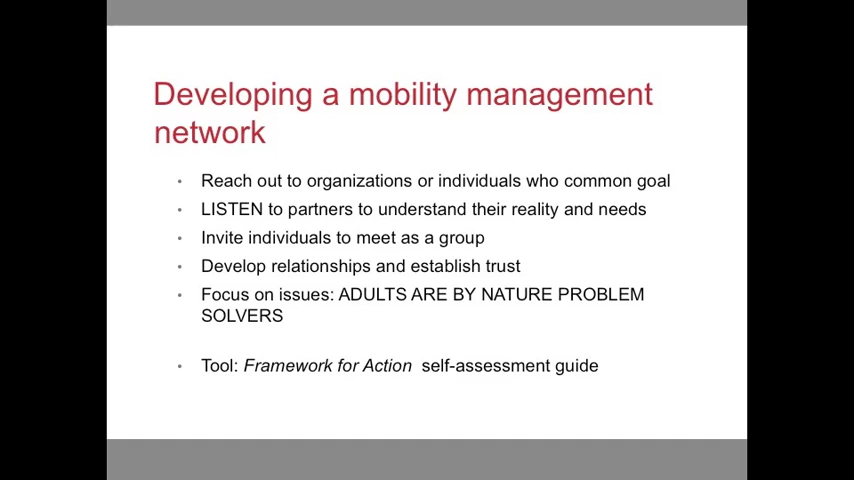 Developing a mobility management
network
• Reach out to organizations or individuals who common goal
• LISTEN to partners to understand their reality and needs
• Invite individuals to meet as a group
• Develop relationships and establish trust
• Focus on issues: ADULTS ARE BY NATURE PROBLEM
SOLVERS
• Tool: Framework for Action self-assessment guide